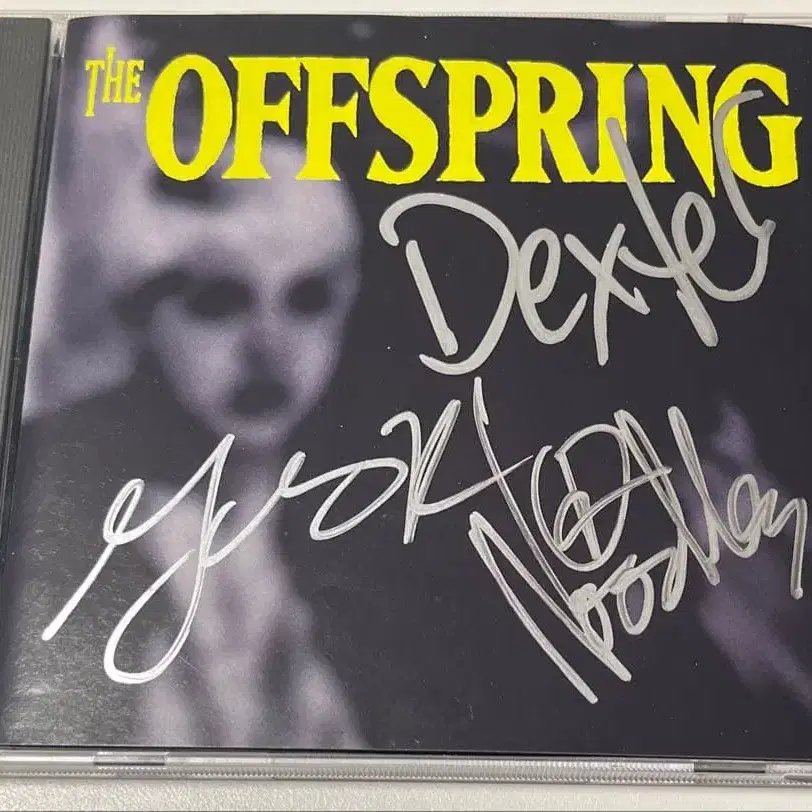 THE OFFSPRING
Dexter
Noodles